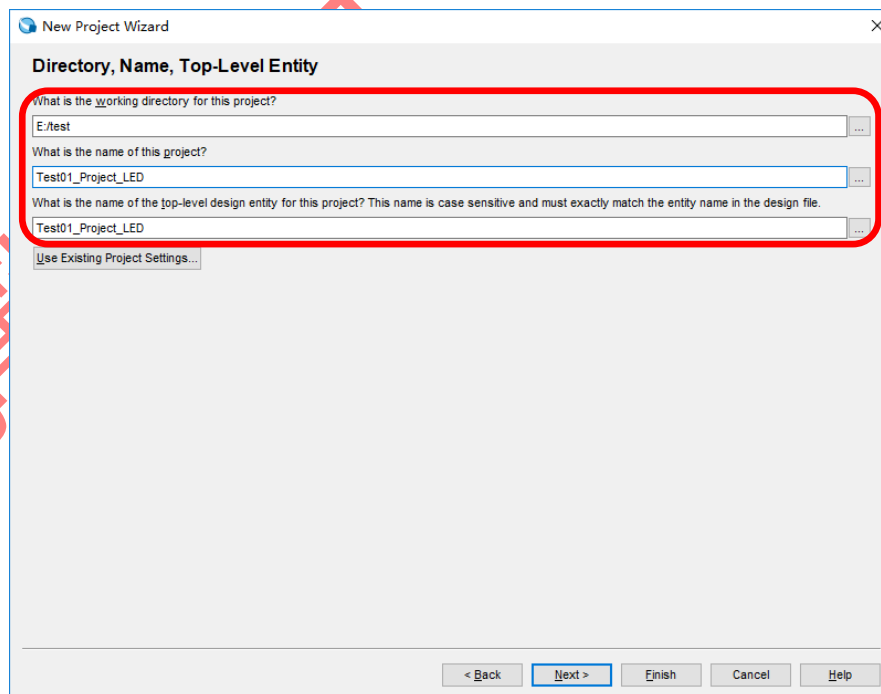 New Project Wizard
Directory, Name, Top-Level Entity
What is the working directory for this project?
E:/test
...
What is the name of this project?
Test01_Project_LED
...
What is the name of the top-level design entity for this project? This name is case sensitive and must exactly match the entity name in the design file.
Test01_Project_LED
...
Use Existing Project Settings...
< Back Next > Finish Cancel Help